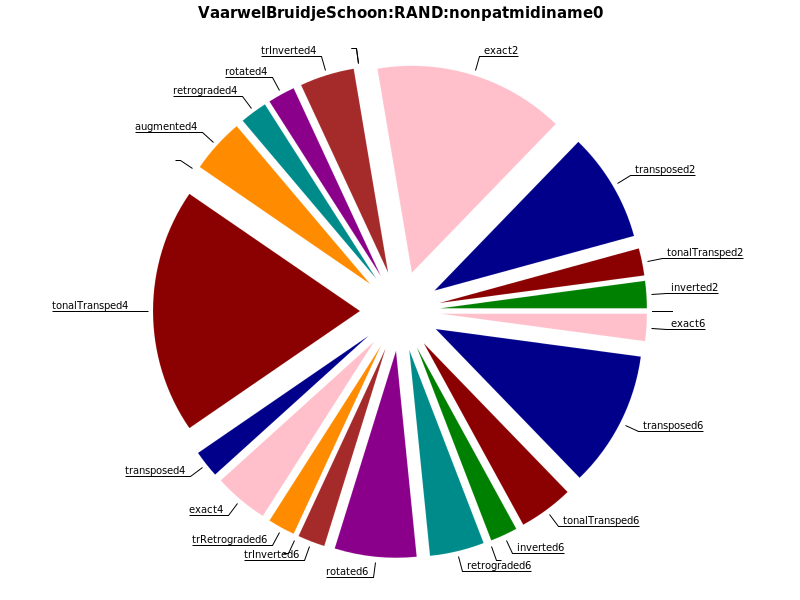 VaarwelBruidjeSchoon:RAND:nonpatmidiname0
trInverted4
exact2
rotated4
retrograded4
augmented4
transposed2
tonalTransped2
inverted2
tonalTransped4
exact6
transposed6
transposed4
exact4
tonalTransped6
trRetrograded6
inverted6
trInverted6
retrograded6
rotated6